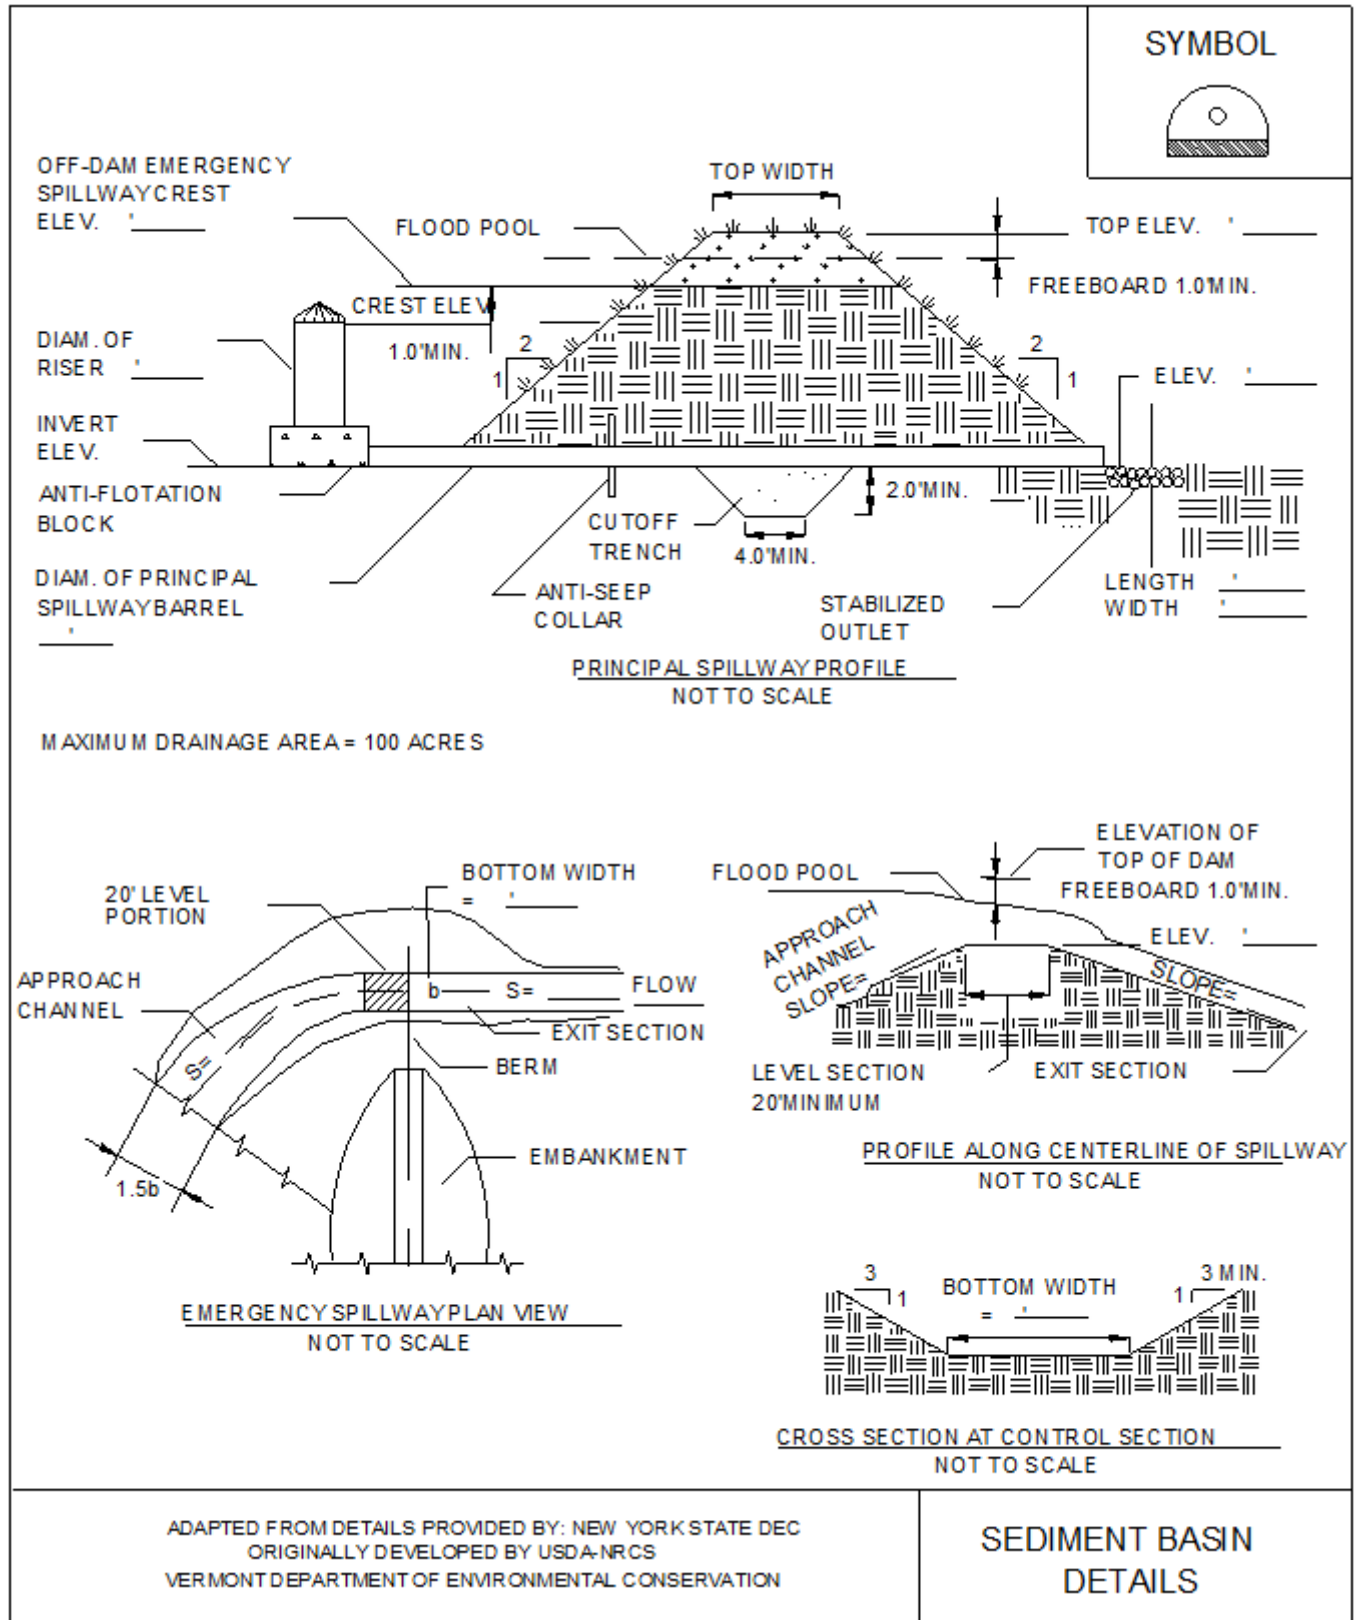 SYMBOL
OFF-DAM EMERGENCY
SPILLWAY CREST
ELEV. '
FLOOD POOL
TOP WIDTH
TOP ELEV. '
FREEBOARD 1.0' MIN.
CREST ELEV.
1.0' MIN.
DIAM. OF
RISER '
2
1
2
1
ELEV. '
INVERT
ELEV.
ANTI-FLOTATION
BLOCK
2.0' MIN.
CUTOFF
TRENCH
4.0' MIN.
DIAM. OF PRINCIPAL
SPILLWAY BARREL
'
ANTI-SEEP
COLLAR
STABILIZED
OUTLET
LENGTH '
WIDTH '
PRINCIPAL SPILLWAY PROFILE
NOT TO SCALE
MAXIMUM DRAINAGE AREA = 100 ACRES
20' LEVEL
PORTION
BOTTOM WIDTH
= '
APPROACH
CHANNEL
b
S=
FLOW
EXIT SECTION
S=
BERM
EMBANKMENT
1.5b
EMERGENCY SPILLWAY PLAN VIEW
NOT TO SCALE
ELEVATION OF
TOP OF DAM
FLOOD POOL
FREEBOARD 1.0' MIN.
APPROACH
CHANNEL
SLOPE=
ELEV. '
SLOPE=
LEVEL SECTION
20' MINIMUM
EXIT SECTION
PROFILE ALONG CENTERLINE OF SPILLWAY
NOT TO SCALE
3
1
BOTTOM WIDTH
= '
3 MIN.
1
CROSS SECTION AT CONTROL SECTION
NOT TO SCALE
ADAPTED FROM DETAILS PROVIDED BY: NEW YORK STATE DEC
ORIGINALLY DEVELOPED BY USDA-NRCS
VERMONT DEPARTMENT OF ENVIRONMENTAL CONSERVATION
SEDIMENT BASIN
DETAILS